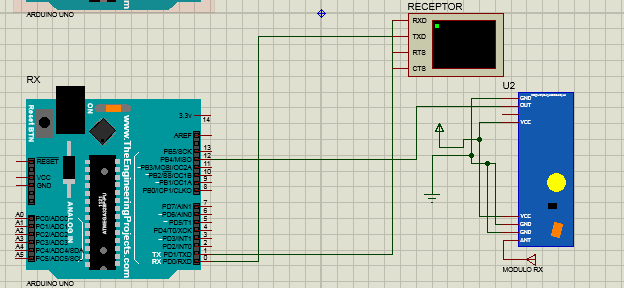 ARDUINO UNO
RECEPTOR
RXD
TXD
RTS
CTS
RX
U2
GND
OUT
VCC
VCC
GND
GND
ANT
MODULO RX
Reset BTN
ON
www.TheEngineeringProjects.com
ANALOG IN
RESET
VCC
GND
A0
A1
A2
A3
A4
A5
PC0/ADC0
PC1/ADC1
PC2/ADC2
PC3/ADC3
PC4/ADC4/SDA
PC5/ADC5/SCL
3.3v
14
AREF
PB5/SCK 13
PB4/MISO 12
PB3/MOSI/OC2A 11
PB2/SS/OC1B 10
PB1/OC1A 9
PB0/ICP1/CLKO 8
PD7/AIN1 7
PD6/AIN0 6
PD5/T1 5
PD4/T0/XCK 4
PD3/INT1 3
PD2/INT0 2
TX PD1/TXD 1
RX PD0/RXD 0
ARDUINO UNO